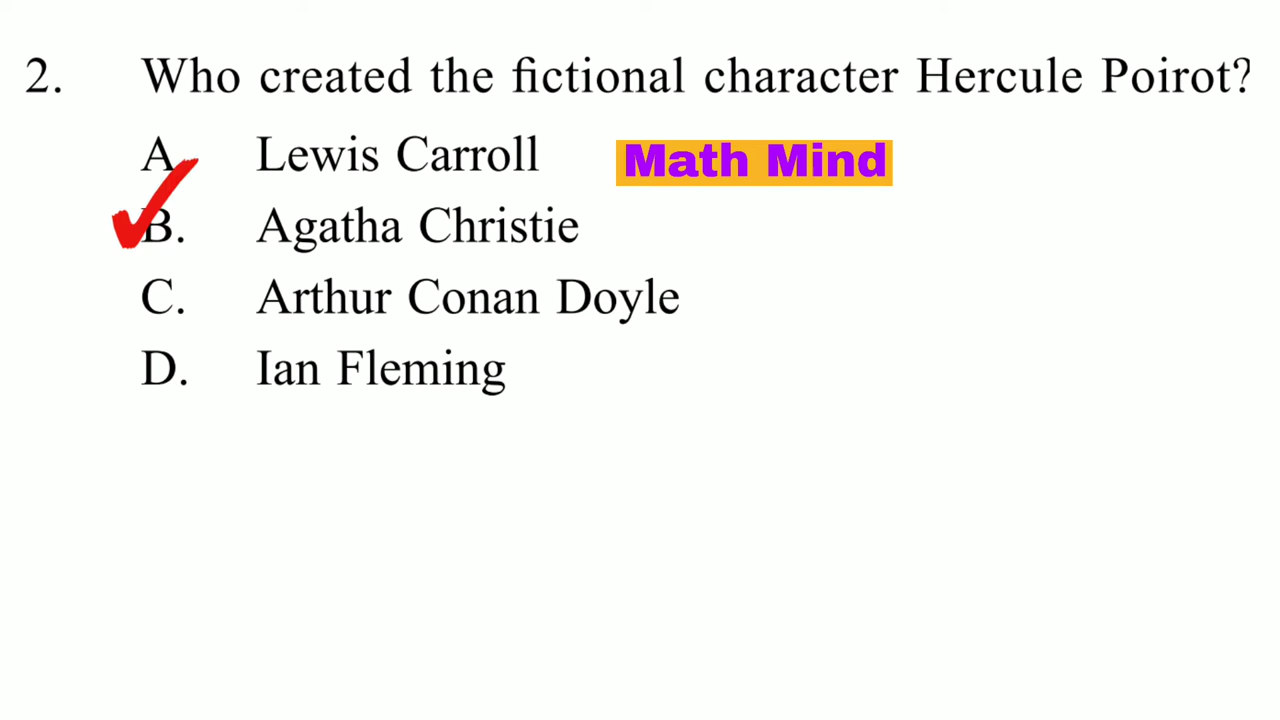 2. Who created the fictional character Hercule Poirot?
A. Lewis Carroll
Math Mind
B. Agatha Christie
C. Arthur Conan Doyle
D. Ian Fleming